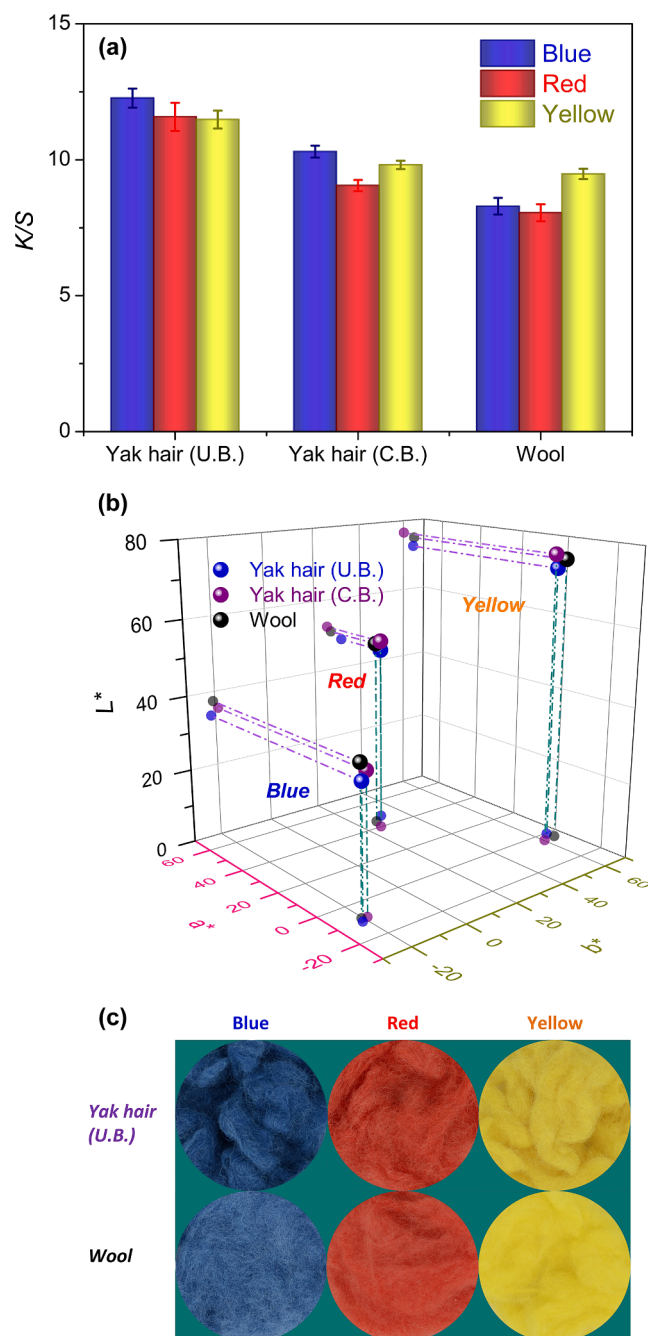 (a)
Blue
Red
Yellow
15
10
5
0
K/S
Yak hair (U.B.)
Yak hair (C.B.)
Wool
(b)
80
60
40
20
0
L*
Yak hair (U.B.)
Yak hair (C.B.)
Wool
Yellow
Red
Blue
60
40
20
0
-20
a*
-20
0
20
40
60
b*
(c)
Blue Red Yellow
Yak hair
(U.B.)
Wool